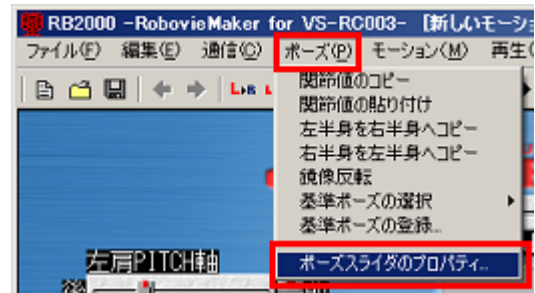 RB2000 -RobovieMaker for VS-RC003- [新しいモーショ
ファイル(F) 編集(E) 通信(C) ポーズ(P) モーション(M) 再生(
関節値のコピー
関節値の貼り付け
左半身を右半身へコピー
右半身を左半身へコピー
鏡像反転
基準ポーズの選択
基準ポーズの登録...
ポーズスライダのプロパティ...
左肩PITCH軸